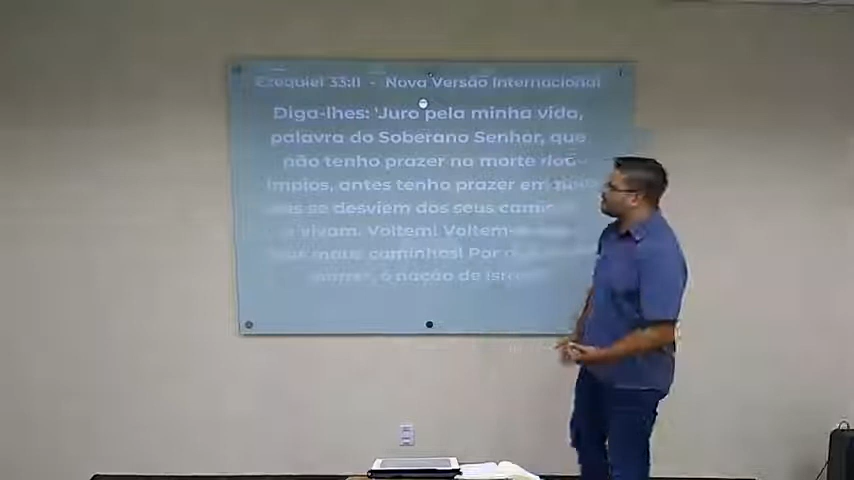 Ezequiel 33:11 - Nova Versão Internacional
Diga-lhes: 'Juro pela minha vida,
palavra do Soberano Senhor, que
não tenho prazer na morte dos
ímpios, antes tenho prazer em
se desviem dos seus
vivam. Voltem! Voltem-
maus caminhos! Por
ó nação de